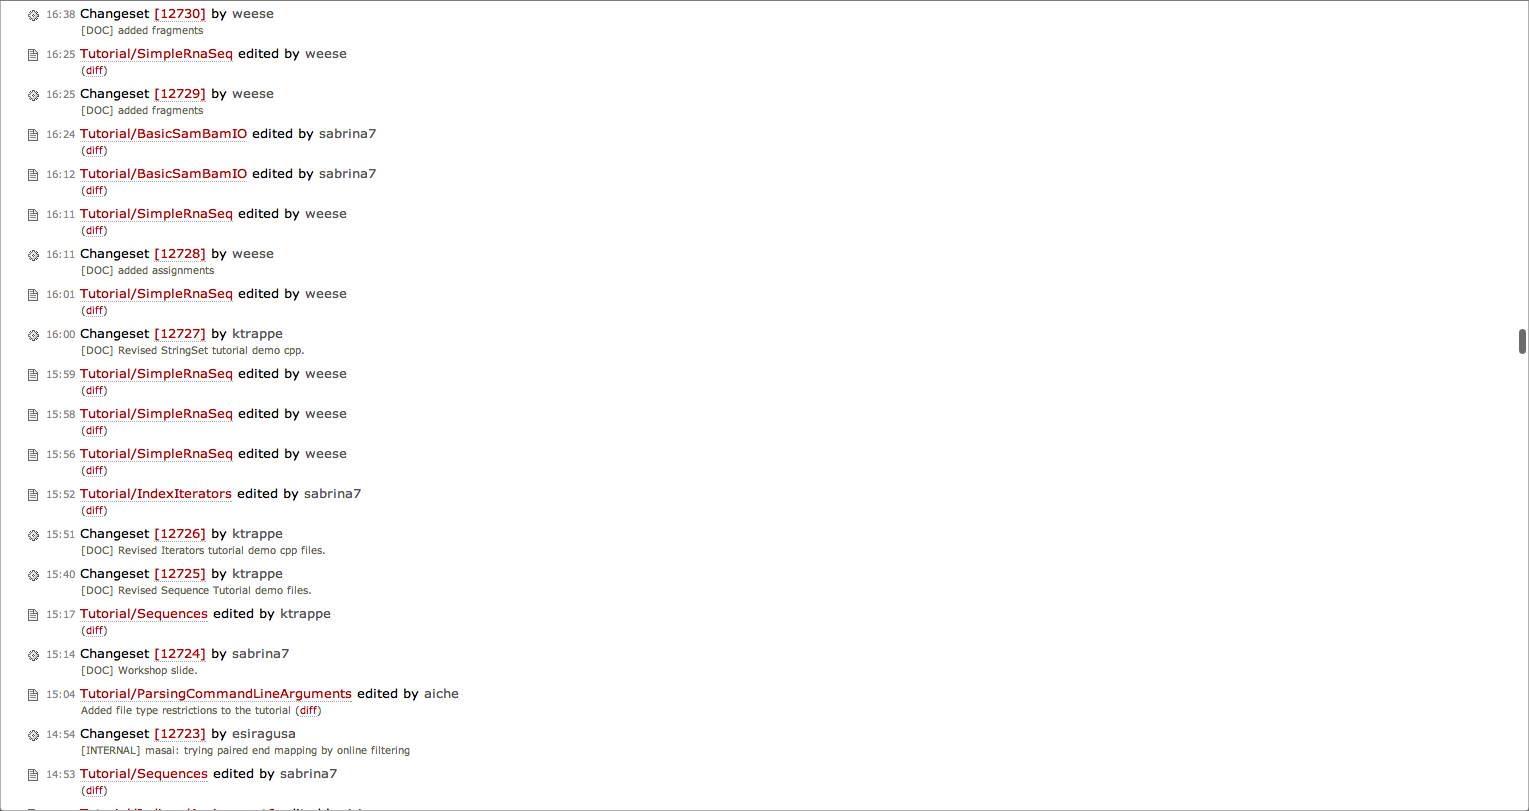 16:38 Changeset [12730] by weese
[DOC] added fragments
16:25 Tutorial/SimpleRnaSeq edited by weese
(diff)
16:25 Changeset [12729] by weese
[DOC] added fragments
16:24 Tutorial/BasicSamBamIO edited by sabrina7
(diff)
16:12 Tutorial/BasicSamBamIO edited by sabrina7
(diff)
16:11 Tutorial/SimpleRnaSeq edited by weese
(diff)
16:11 Changeset [12728] by weese
[DOC] added assignments
16:01 Tutorial/SimpleRnaSeq edited by weese
(diff)
16:00 Changeset [12727] by ktrappe
[DOC] Revised StringSet tutorial demo cpp.
15:59 Tutorial/SimpleRnaSeq edited by weese
(diff)
15:58 Tutorial/SimpleRnaSeq edited by weese
(diff)
15:56 Tutorial/SimpleRnaSeq edited by weese
(diff)
15:52 Tutorial/IndexIterators edited by sabrina7
(diff)
15:51 Changeset [12726] by ktrappe
[DOC] Revised Iterators tutorial demo cpp files.
15:40 Changeset [12725] by ktrappe
[DOC] Revised Sequence Tutorial demo files.
15:17 Tutorial/Sequences edited by ktrappe
(diff)
15:14 Changeset [12724] by sabrina7
[DOC] Workshop slide.
15:04 Tutorial/ParsingCommandLineArguments edited by aiche
Added file type restrictions to the tutorial (diff)
14:54 Changeset [12723] by esiragusa
[INTERNAL] masai: trying paired end mapping by online filtering
14:53 Tutorial/Sequences edited by sabrina7
(diff)